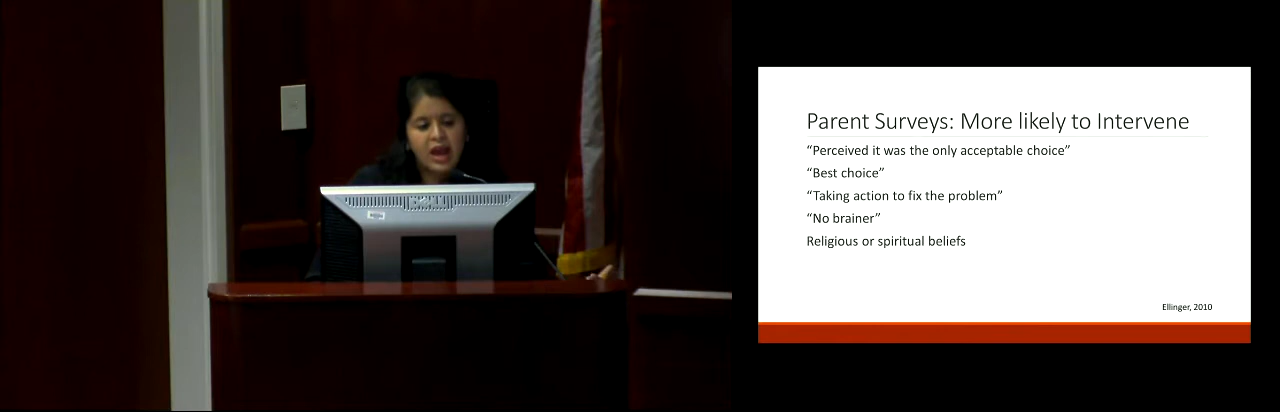 Parent Surveys: More likely to Intervene
“Perceived it was the only acceptable choice”
“Best choice”
“Taking action to fix the problem”
“No brainer”
Religious or spiritual beliefs
Ellinger, 2010